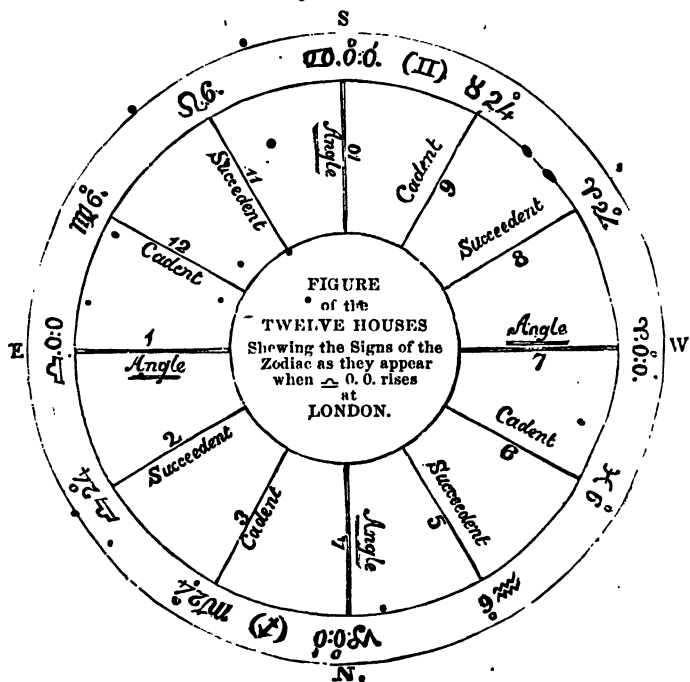 S
♋0°.0.
(♊)
♉24°
♈24°
♈0.0.
W
♓6°
♒6°
♑0.0
N.
(♐)
♏24°
♎24°
♎0.0
E
♍6°.
♌6°.
10
Angle
11
Succeedent
12
Cadent
1
Angle
2
Succeedent
3
Cadent
4
Angle
5
Succeedent
6
Cadent
7
Angle
8
Succeedent
9
Cadent
FIGURE
of the
TWELVE HOUSES
Shewing the Signs of the
Zodiac as they appear
when ♎ 0. 0. rises
at
LONDON.